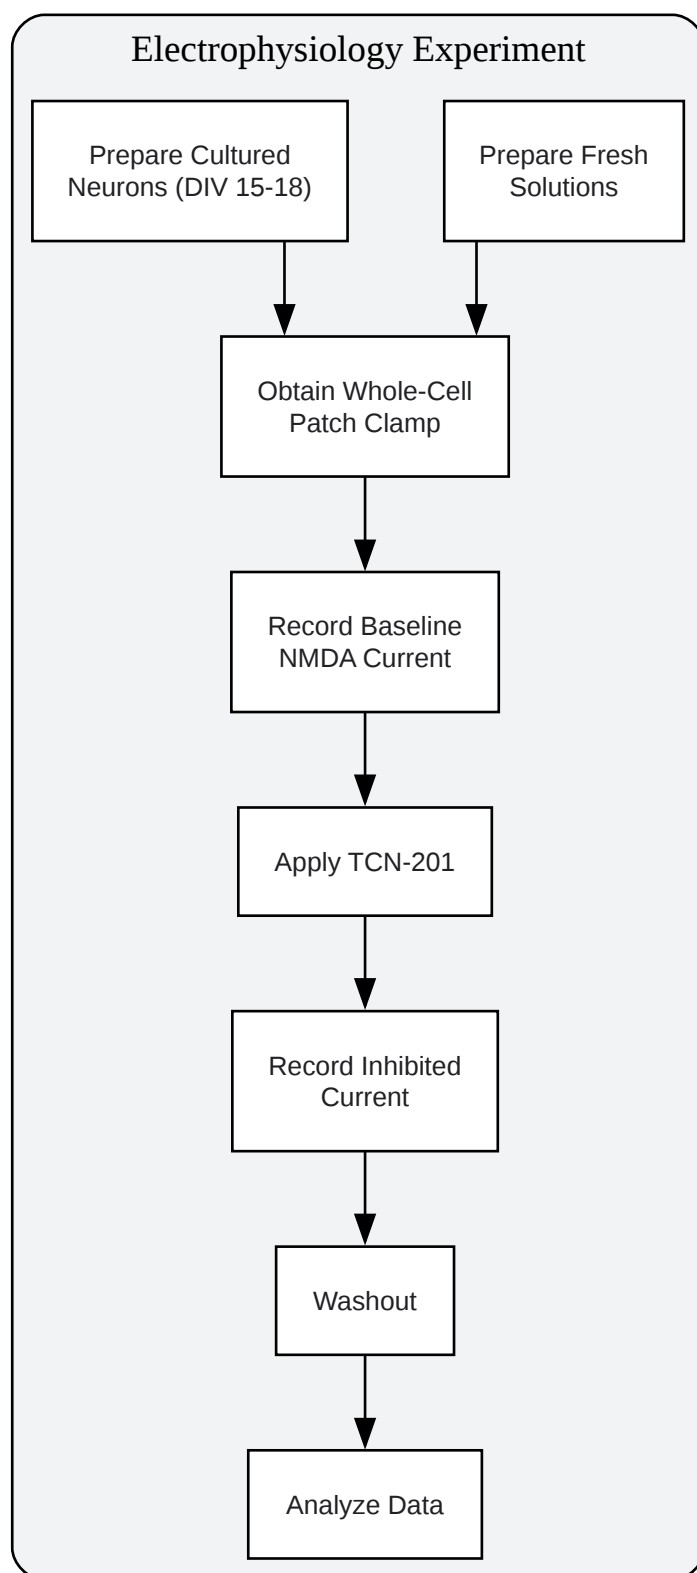 Electrophysiology Experiment
Prepare Cultured
Neurons (DIV 15-18)
Prepare Fresh
Solutions
Obtain Whole-Cell
Patch Clamp
Record Baseline
NMDA Current
Apply TCN-201
Record Inhibited
Current
Washout
Analyze Data